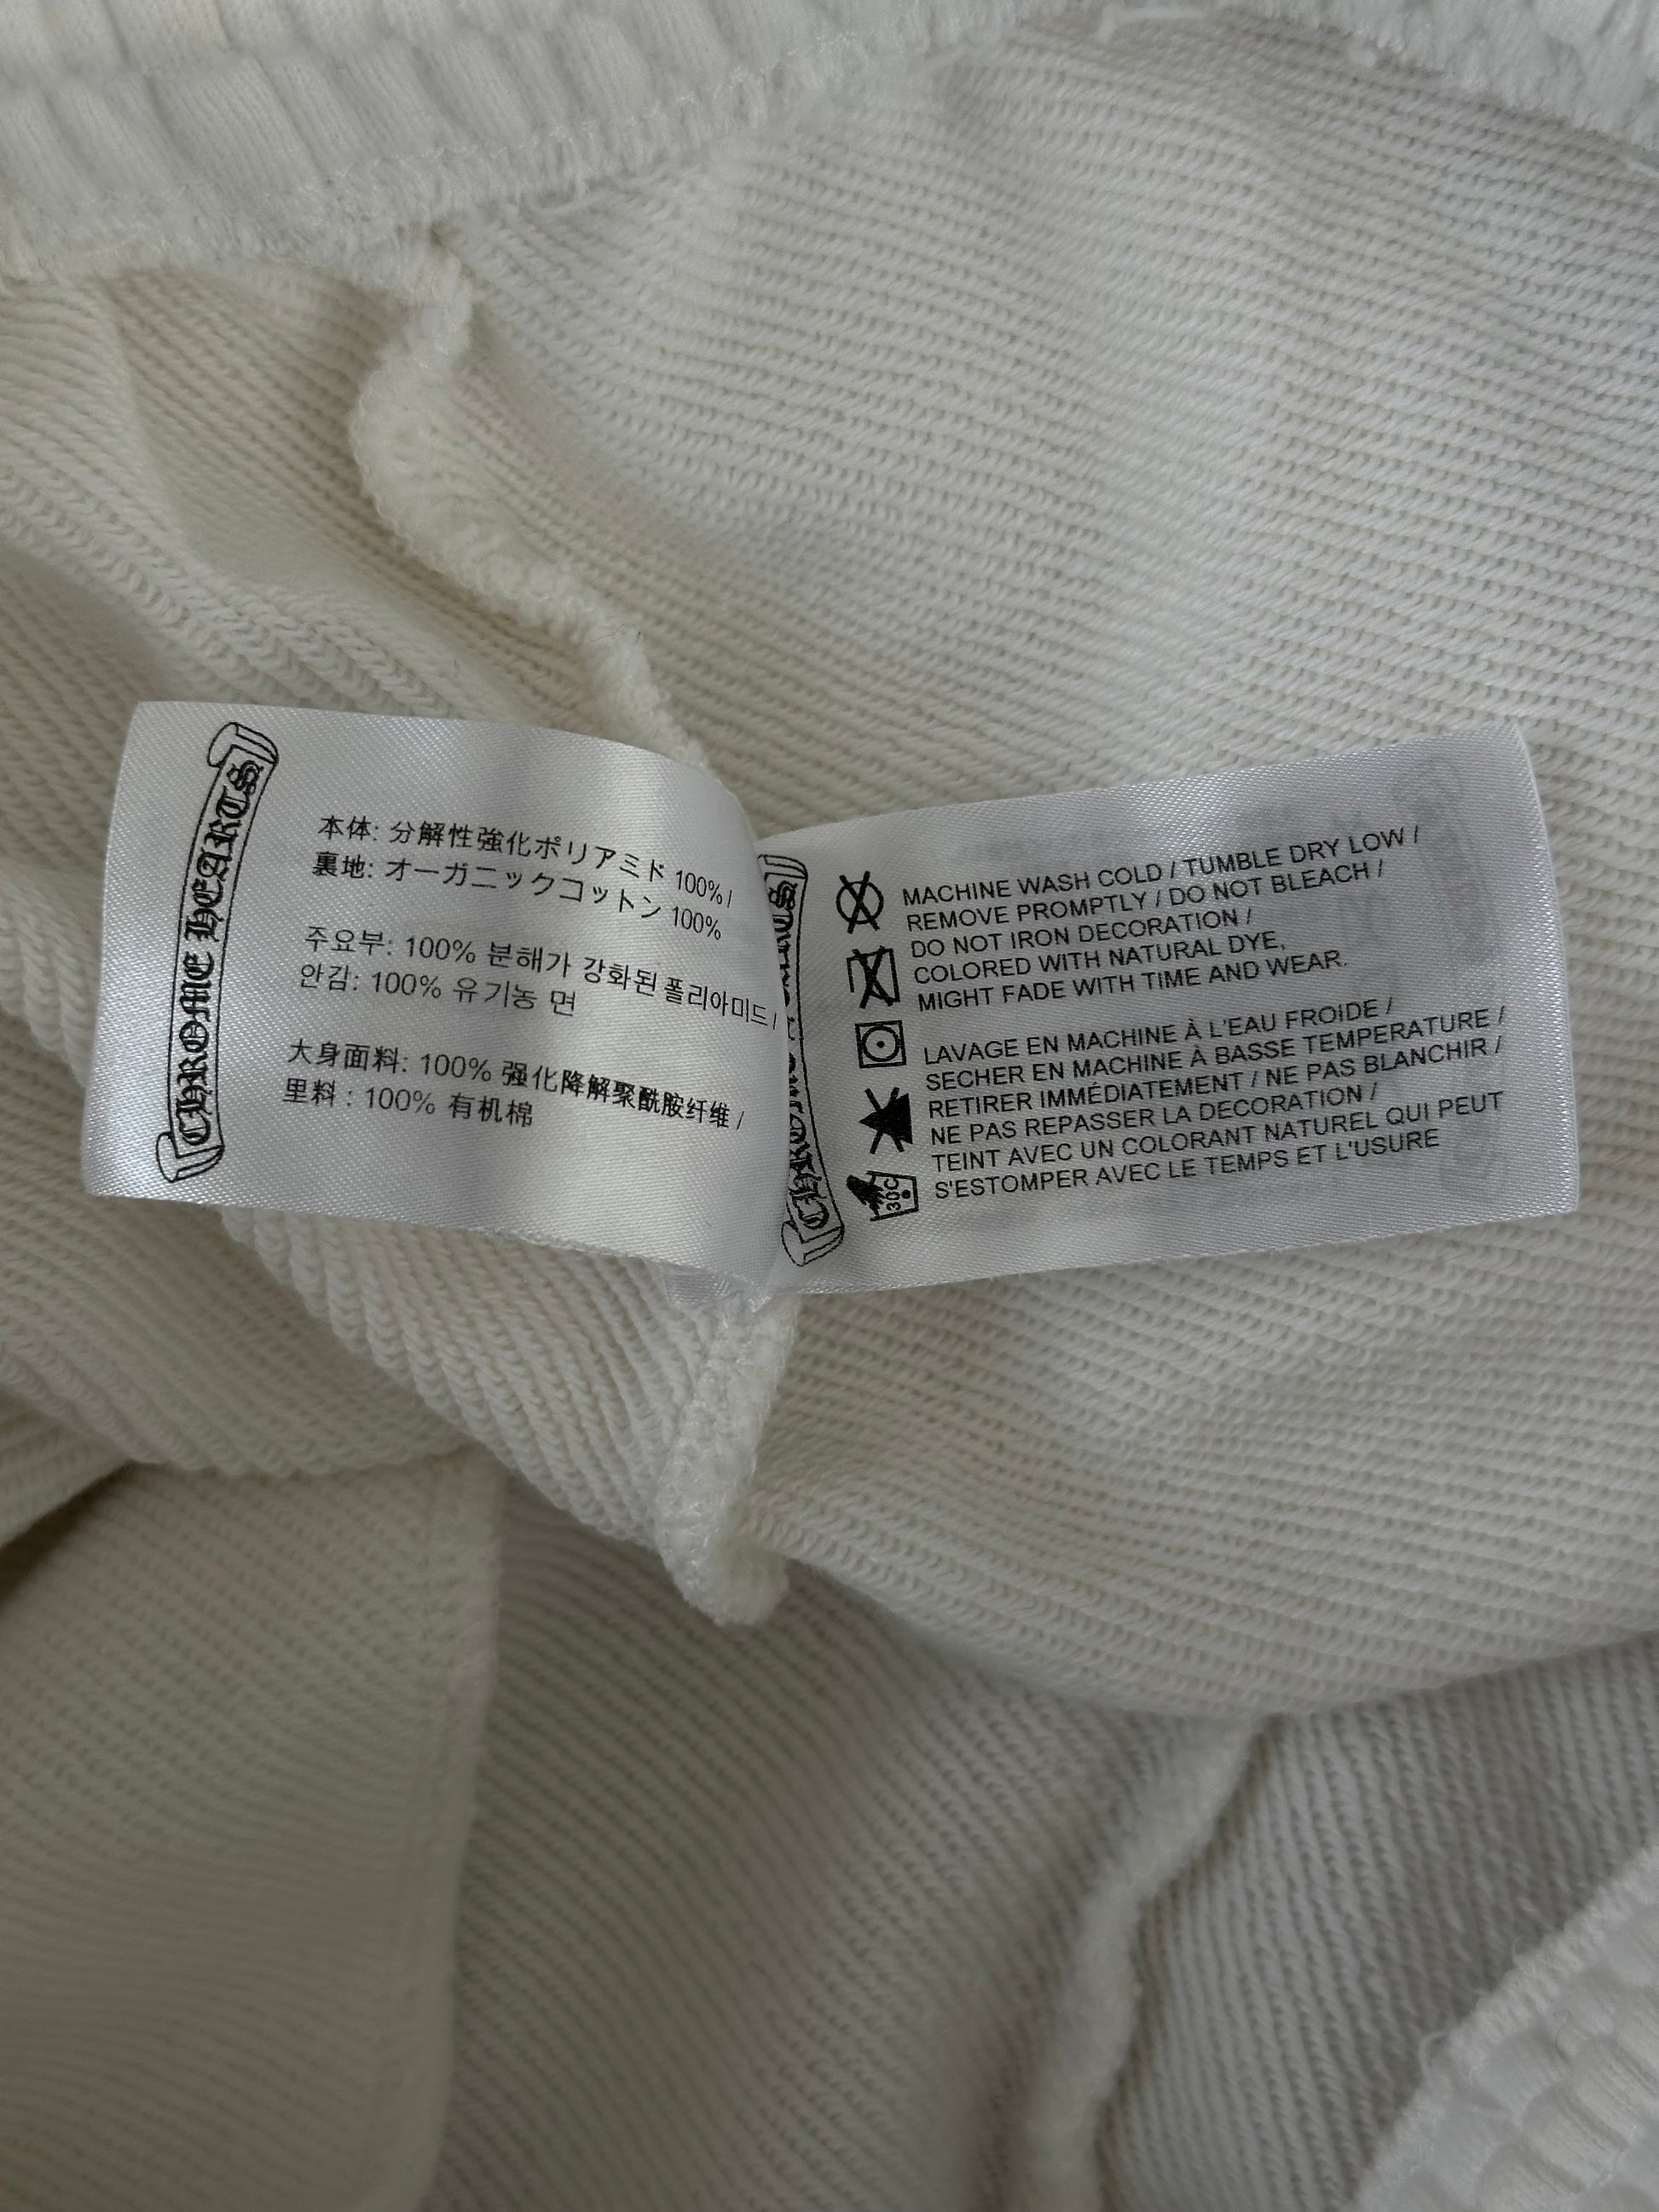 CHROME HEARTS
本体: 分解性強化ポリアミド 100% /
裏地: オーガニックコットン 100%
주요부: 100% 분해가 강화된 폴리아미드 /
안감: 100% 유기농 면
大身面料: 100% 强化降解聚酰胺纤维 /
里料 : 100% 有机棉
CHROME HEARTS
MACHINE WASH COLD / TUMBLE DRY LOW /
REMOVE PROMPTLY / DO NOT BLEACH /
DO NOT IRON DECORATION /
COLORED WITH NATURAL DYE,
MIGHT FADE WITH TIME AND WEAR.
LAVAGE EN MACHINE À L'EAU FROIDE /
SECHER EN MACHINE À BASSE TEMPERATURE /
RETIRER IMMÉDIATEMENT / NE PAS BLANCHIR /
NE PAS REPASSER LA DECORATION /
TEINT AVEC UN COLORANT NATUREL QUI PEUT
S'ESTOMPER AVEC LE TEMPS ET L'USURE
30C